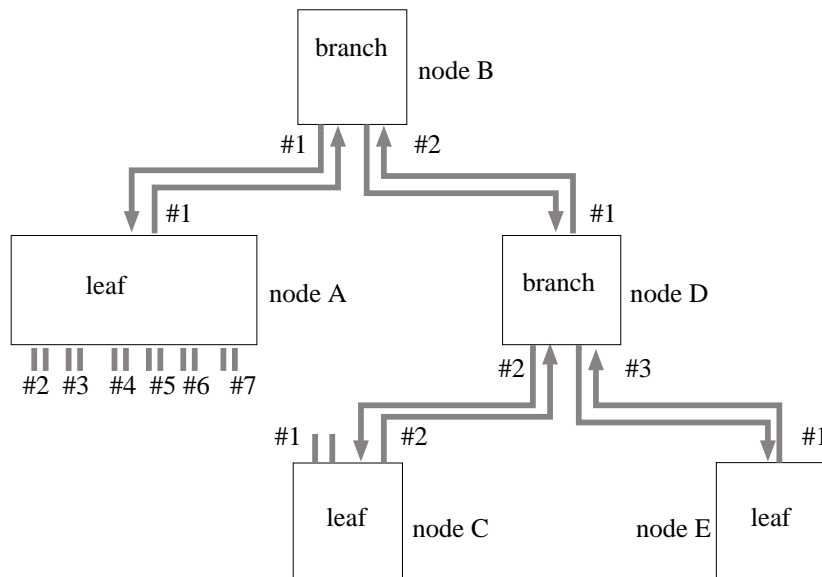 branch
node B
#1
#2
#1
#1
leaf
node A
branch
node D
#2 #3 #4 #5 #6 #7
#2
#3
#1
#2
#1
leaf
node C
node E
leaf